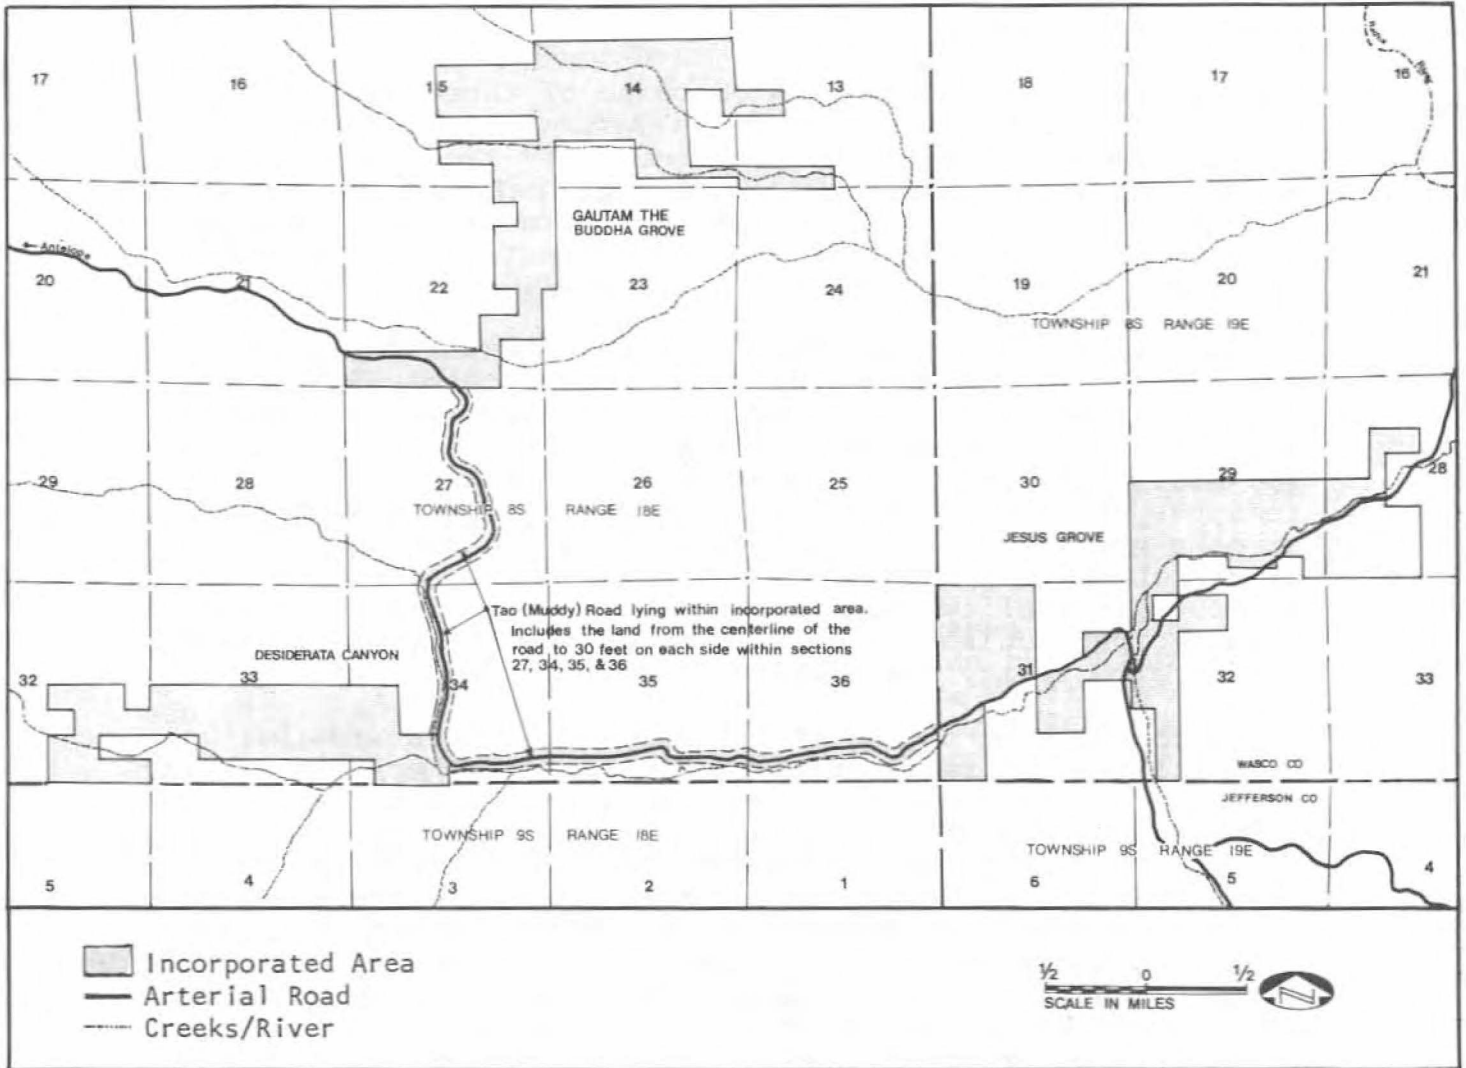 17
16
15
14
13
18
17
16
GAUTAM THE
BUDDHA GROVE
← Antelope
20
21
22
23
24
19
20
21
TOWNSHIP 8S RANGE 19E
29
28
27
26
25
30
29
28
TOWNSHIP 8S RANGE 18E
JESUS GROVE
Tao (Muddy) Road lying within incorporated area.
Includes the land from the centerline of the
road to 30 feet on each side within sections
27, 34, 35, & 36
DESIDERATA CANYON
32
33
34
35
36
31
32
33
WASCO CO
JEFFERSON CO
TOWNSHIP 9S RANGE 18E
TOWNSHIP 9S RANGE 19E
5
4
3
2
1
6
5
4
Incorporated Area
Arterial Road
Creeks/River
½ 0 ½
SCALE IN MILES
N